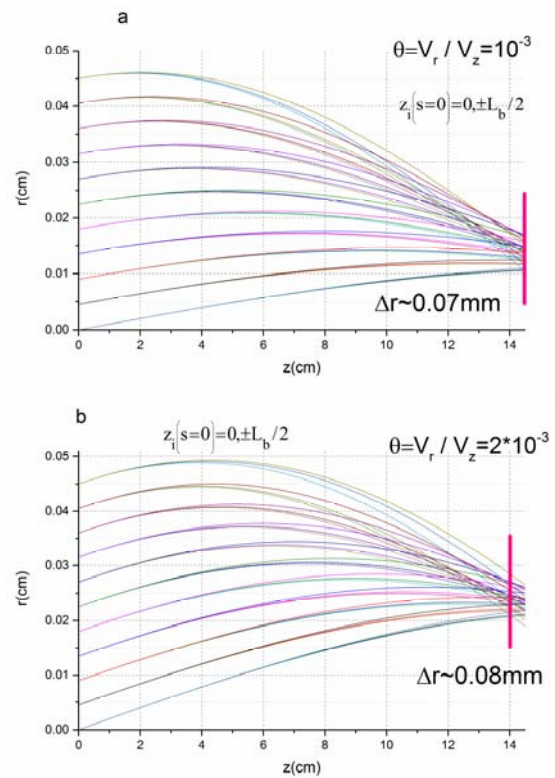 a
θ=V_r / V_z=10^-3
z_i(s=0)=0,±L_b/2
r(cm)
0.05
0.04
0.03
0.02
0.01
0.00
Δr~0.07mm
0 2 4 6 8 10 12 14
z(cm)
b
z_i(s=0)=0,±L_b/2
θ=V_r / V_z=2*10^-3
r(cm)
0.05
0.04
0.03
0.02
0.01
0.00
Δr~0.08mm
0 2 4 6 8 10 12 14
z(cm)